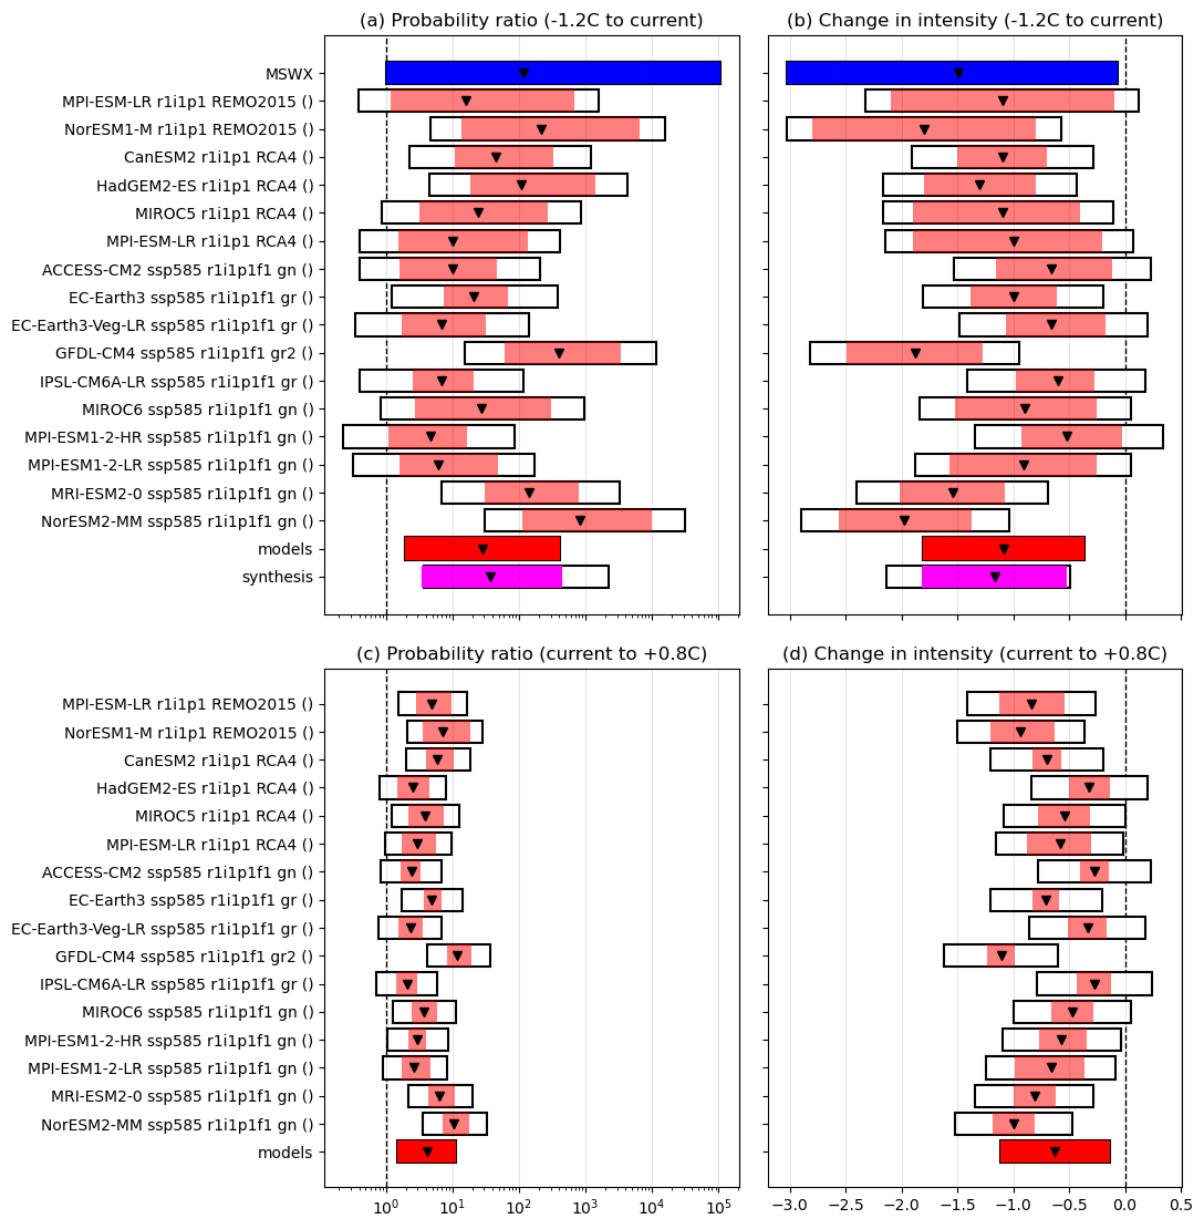 (a) Probability ratio (-1.2C to current)
(b) Change in intensity (-1.2C to current)
MSWX
MPI-ESM-LR r1i1p1 REMO2015 ()
NorESM1-M r1i1p1 REMO2015 ()
CanESM2 r1i1p1 RCA4 ()
HadGEM2-ES r1i1p1 RCA4 ()
MIROC5 r1i1p1 RCA4 ()
MPI-ESM-LR r1i1p1 RCA4 ()
ACCESS-CM2 ssp585 r1i1p1f1 gn ()
EC-Earth3 ssp585 r1i1p1f1 gr ()
EC-Earth3-Veg-LR ssp585 r1i1p1f1 gr ()
GFDL-CM4 ssp585 r1i1p1f1 gr2 ()
IPSL-CM6A-LR ssp585 r1i1p1f1 gr ()
MIROC6 ssp585 r1i1p1f1 gn ()
MPI-ESM1-2-HR ssp585 r1i1p1f1 gn ()
MPI-ESM1-2-LR ssp585 r1i1p1f1 gn ()
MRI-ESM2-0 ssp585 r1i1p1f1 gn ()
NorESM2-MM ssp585 r1i1p1f1 gn ()
models
synthesis
(c) Probability ratio (current to +0.8C)
(d) Change in intensity (current to +0.8C)
MPI-ESM-LR r1i1p1 REMO2015 ()
NorESM1-M r1i1p1 REMO2015 ()
CanESM2 r1i1p1 RCA4 ()
HadGEM2-ES r1i1p1 RCA4 ()
MIROC5 r1i1p1 RCA4 ()
MPI-ESM-LR r1i1p1 RCA4 ()
ACCESS-CM2 ssp585 r1i1p1f1 gn ()
EC-Earth3 ssp585 r1i1p1f1 gr ()
EC-Earth3-Veg-LR ssp585 r1i1p1f1 gr ()
GFDL-CM4 ssp585 r1i1p1f1 gr2 ()
IPSL-CM6A-LR ssp585 r1i1p1f1 gr ()
MIROC6 ssp585 r1i1p1f1 gn ()
MPI-ESM1-2-HR ssp585 r1i1p1f1 gn ()
MPI-ESM1-2-LR ssp585 r1i1p1f1 gn ()
MRI-ESM2-0 ssp585 r1i1p1f1 gn ()
NorESM2-MM ssp585 r1i1p1f1 gn ()
models
10⁰ 10¹ 10² 10³ 10⁴ 10⁵
−3.0 −2.5 −2.0 −1.5 −1.0 −0.5 0.0 0.5